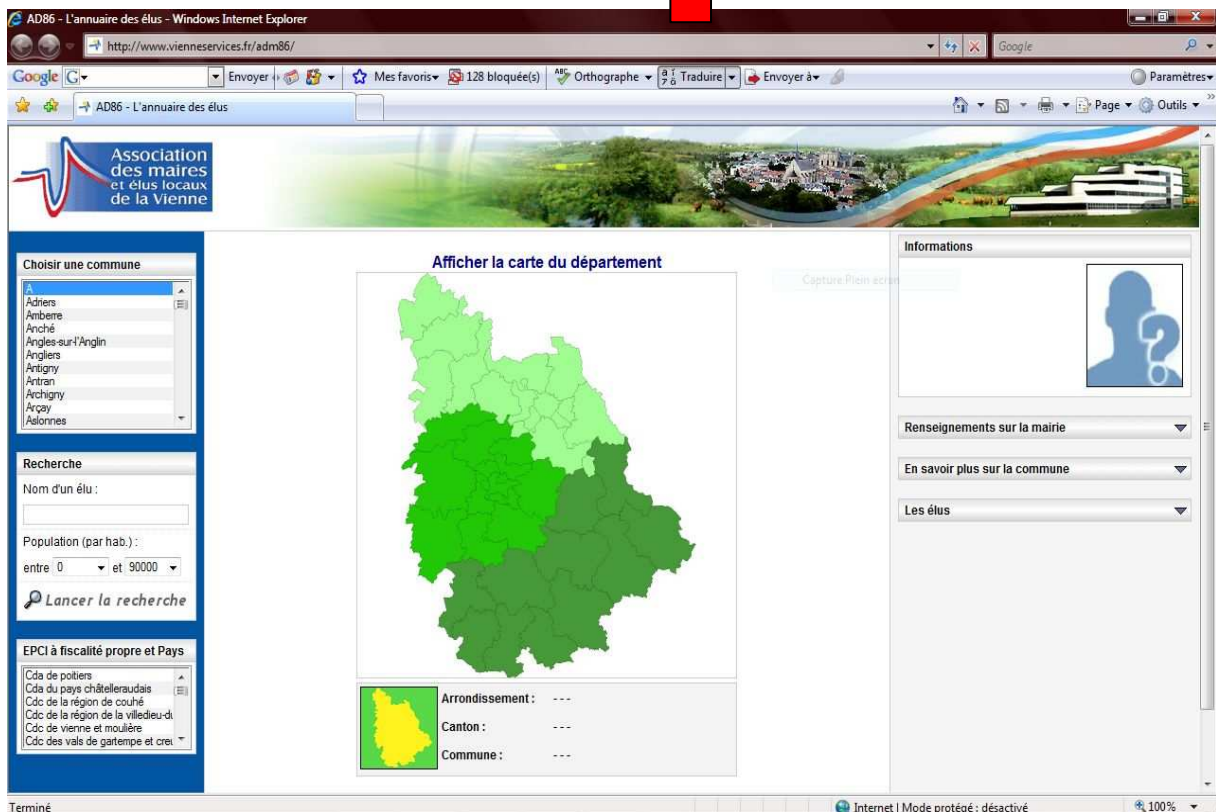 AD86 - L'annuaire des élus - Windows Internet Explorer
http://www.vienneservices.fr/adm86/
Google
Google G
Envoyer
Mes favoris
128 bloquée(s)
ABC Orthographe
Traduire
Envoyer à
Paramètres
AD86 - L'annuaire des élus
Page
Outils
Association
des maires
et élus locaux
de la Vienne
Choisir une commune
A
Adriers
Amberre
Anché
Angles-sur-l'Anglin
Angliers
Antigny
Antran
Archigny
Arçay
Aslonnes
Recherche
Nom d'un élu :
Population (par hab.) :
entre 0 et 90000
Lancer la recherche
EPCI à fiscalité propre et Pays
Cda de poitiers
Cda du pays châtelleraudais
Cdc de la région de couhé
Cdc de la région de la villedieu-du
Cdc de vienne et moulière
Cdc des vals de gartempe et creu
Afficher la carte du département
Capture Plein ecran
Arrondissement : ---
Canton : ---
Commune : ---
Informations
?
Renseignements sur la mairie
En savoir plus sur la commune
Les élus
Terminé
Internet | Mode protégé : désactivé
100%